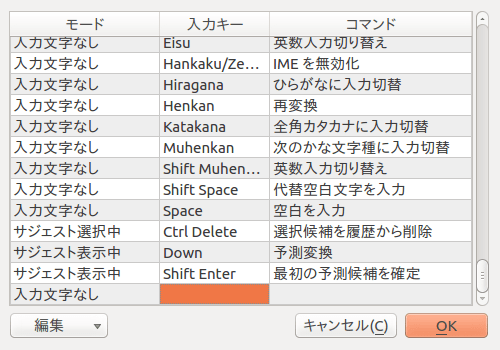 モード 入力キー コマンド
入力文字なし Eisu 英数入力切り替え
入力文字なし Hankaku/Ze... IME を無効化
入力文字なし Hiragana ひらがなに入力切替
入力文字なし Henkan 再変換
入力文字なし Katakana 全角カタカナに入力切替
入力文字なし Muhenkan 次のかな文字種に入力切替
入力文字なし Shift Muhen... 英数入力切り替え
入力文字なし Shift Space 代替空白文字を入力
入力文字なし Space 空白を入力
サジェスト選択中 Ctrl Delete 選択候補を履歴から削除
サジェスト表示中 Down 予測変換
サジェスト表示中 Shift Enter 最初の予測候補を確定
入力文字なし
編集 キャンセル(C) OK